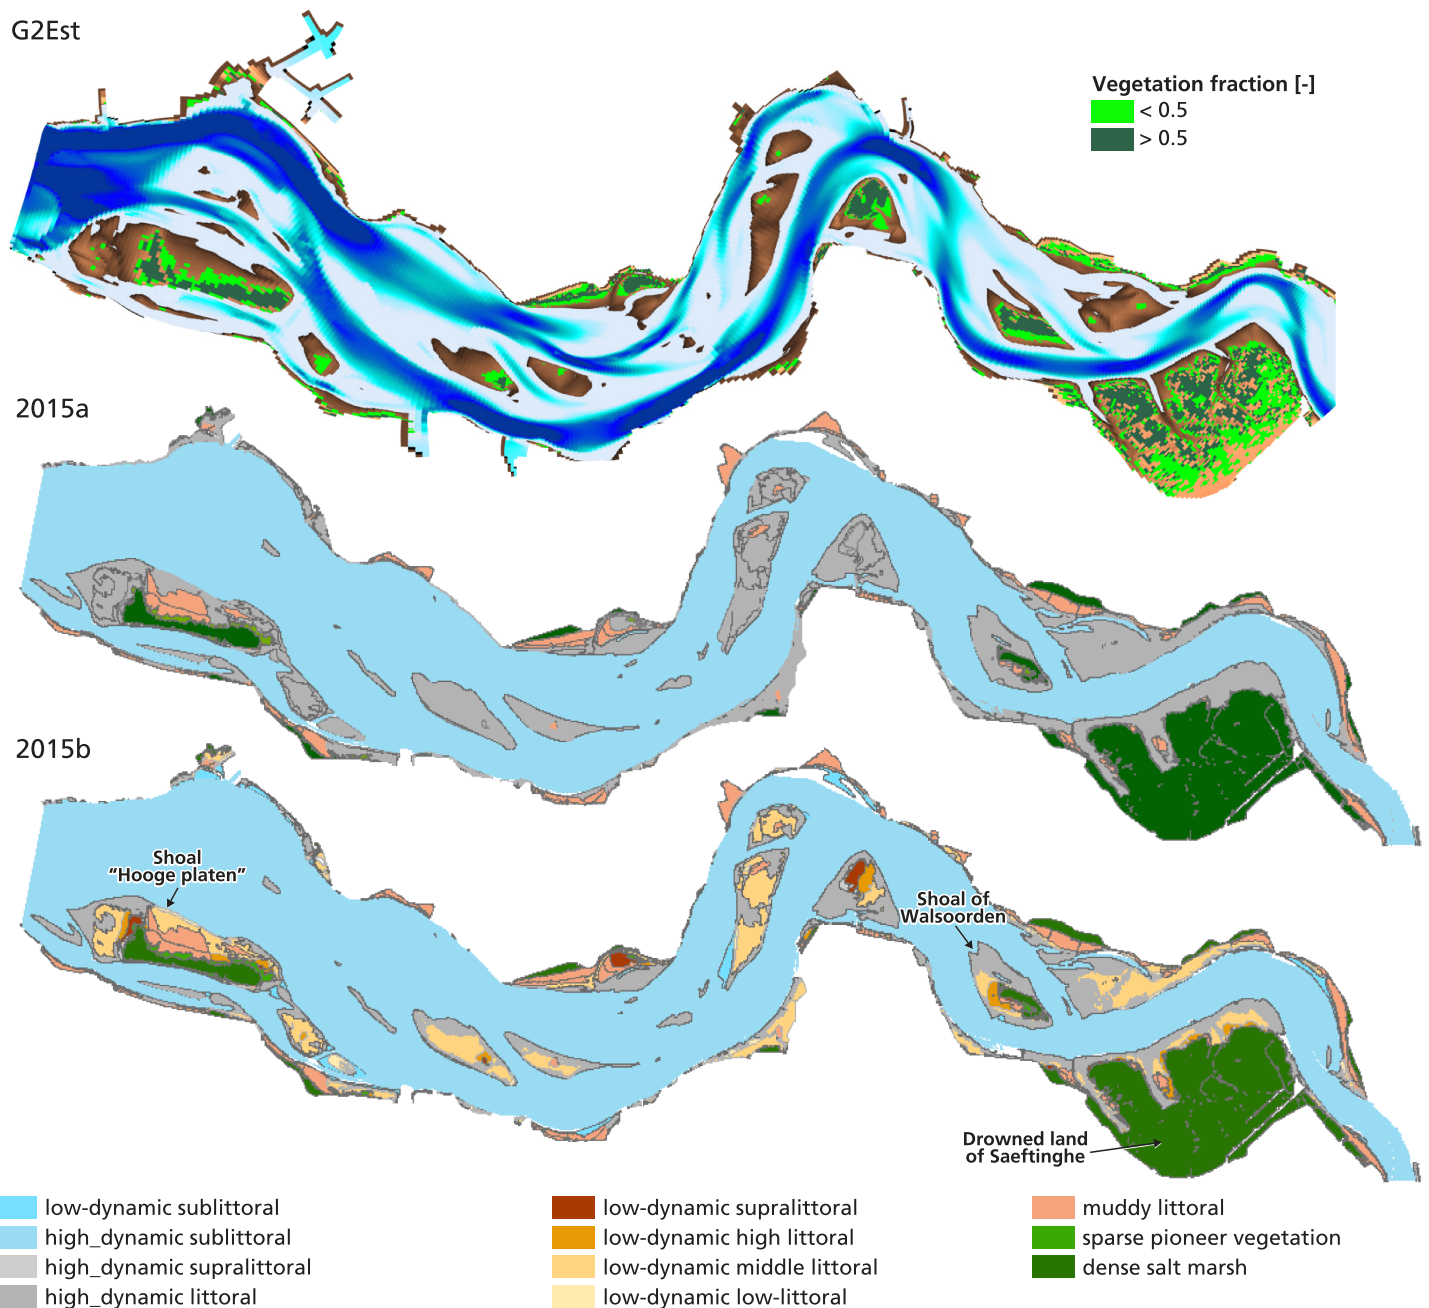 G2Est
Vegetation fraction [-]
< 0.5
> 0.5
2015a
2015b
Shoal
“Hooge platen”
Shoal of
Walsoorden
Drowned land
of Saeftinghe
low-dynamic sublittoral
high_dynamic sublittoral
high_dynamic supralittoral
high_dynamic littoral
low-dynamic supralittoral
low-dynamic high littoral
low-dynamic middle littoral
low-dynamic low-littoral
muddy littoral
sparse pioneer vegetation
dense salt marsh